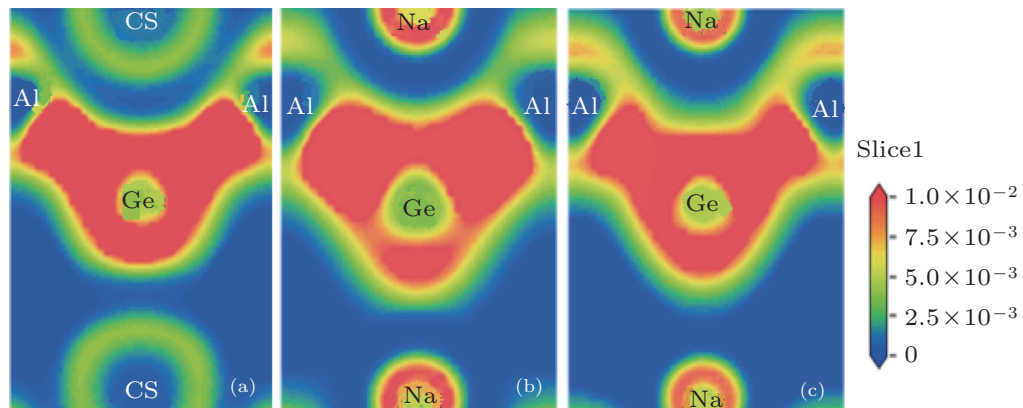 CS
Na
Na
Al
Al
Al
Al
Al
Al
Ge
Ge
Ge
Slice1
1.0×10⁻²
7.5×10⁻³
5.0×10⁻³
2.5×10⁻³
0
CS
(a)
Na
(b)
Na
(c)